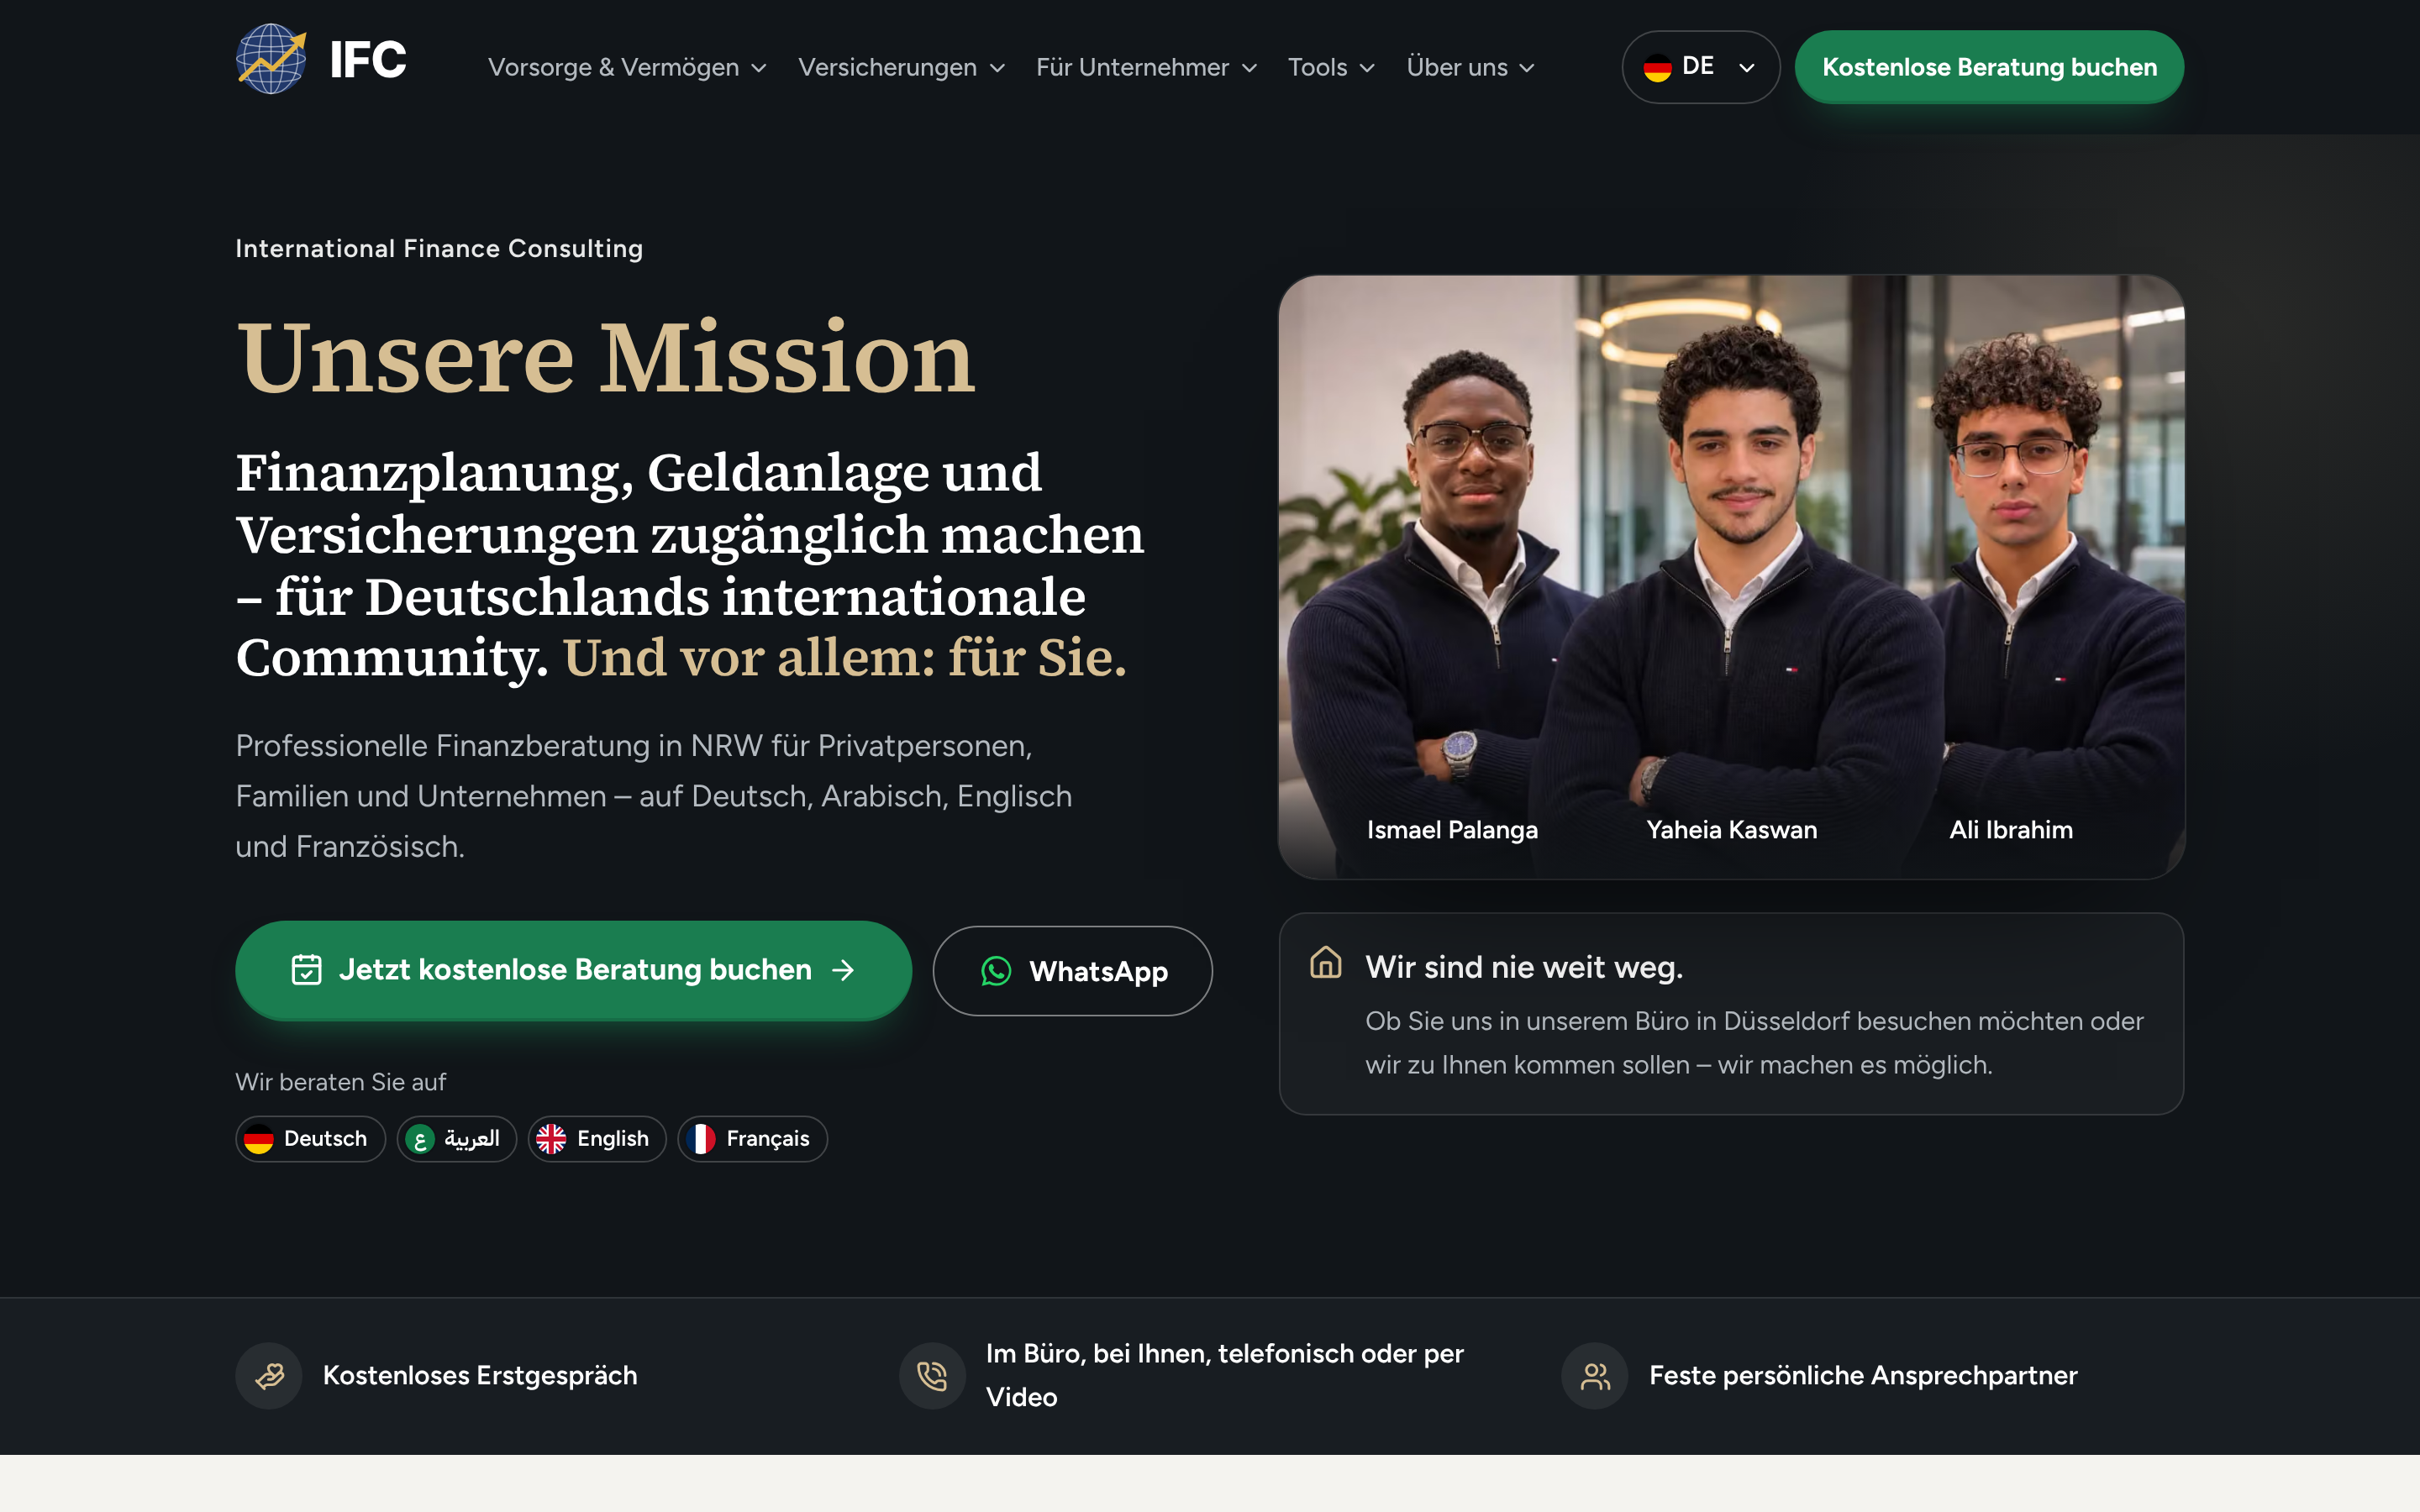 IFC
Vorsorge & Vermögen
Versicherungen
Für Unternehmer
Tools
Über uns
DE
Kostenlose Beratung buchen
International Finance Consulting
Unsere Mission
Finanzplanung, Geldanlage und
Versicherungen zugänglich machen
– für Deutschlands internationale
Community. Und vor allem: für Sie.
Professionelle Finanzberatung in NRW für Privatpersonen,
Familien und Unternehmen – auf Deutsch, Arabisch, Englisch
und Französisch.
Jetzt kostenlose Beratung buchen
WhatsApp
Wir beraten Sie auf
Deutsch
ع العربية
English
Français
Ismael Palanga
Yaheia Kaswan
Ali Ibrahim
Wir sind nie weit weg.
Ob Sie uns in unserem Büro in Düsseldorf besuchen möchten oder
wir zu Ihnen kommen sollen – wir machen es möglich.
Kostenloses Erstgespräch
Im Büro, bei Ihnen, telefonisch oder per
Video
Feste persönliche Ansprechpartner